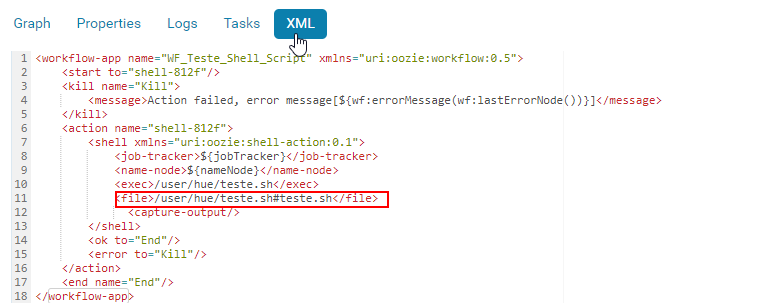 Graph Properties Logs Tasks XML
1 <workflow-app name="WF_Teste_Shell_Script" xmlns="uri:oozie:workflow:0.5">
2 <start to="shell-812f"/>
3 <kill name="Kill">
4 <message>Action failed, error message[${wf:errorMessage(wf:lastErrorNode())}]</message>
5 </kill>
6 <action name="shell-812f">
7 <shell xmlns="uri:oozie:shell-action:0.1">
8 <job-tracker>${jobTracker}</job-tracker>
9 <name-node>${nameNode}</name-node>
10 <exec>/user/hue/teste.sh</exec>
11 <file>/user/hue/teste.sh#teste.sh</file>
12 <capture-output/>
13 </shell>
14 <ok to="End"/>
15 <error to="Kill"/>
16 </action>
17 <end name="End"/>
18 </workflow-app>